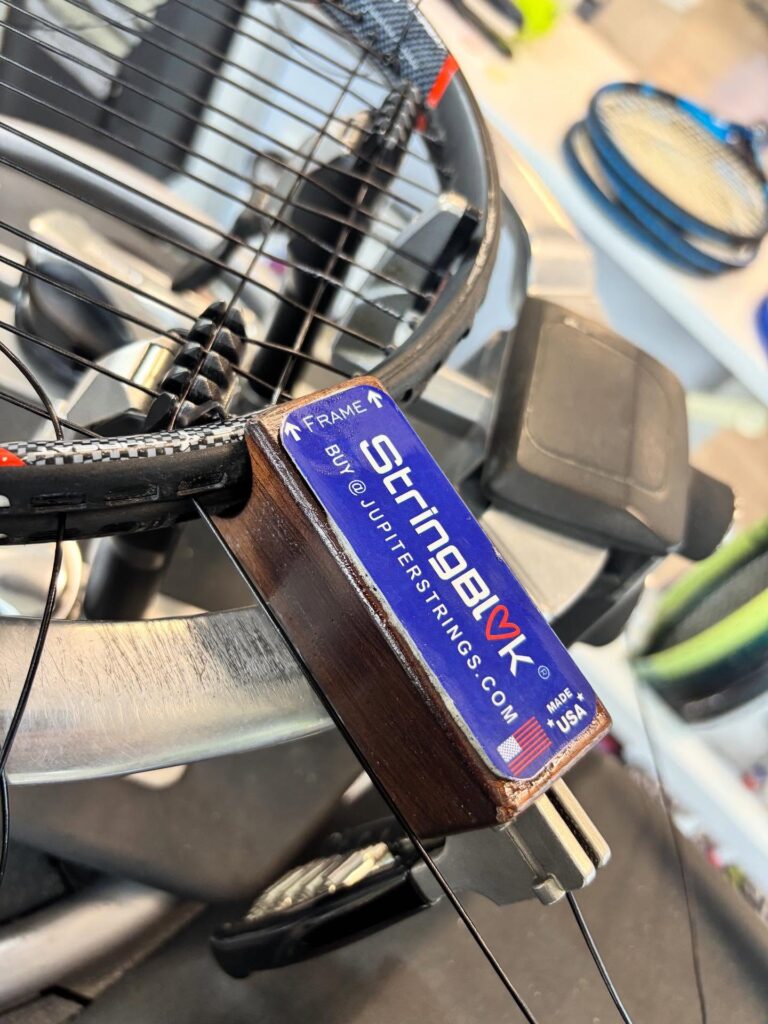 ↑ FRAME ↑
StringBl♡k®
BUY @JUPITERSTRINGS.COM
MADE
★ USA ★